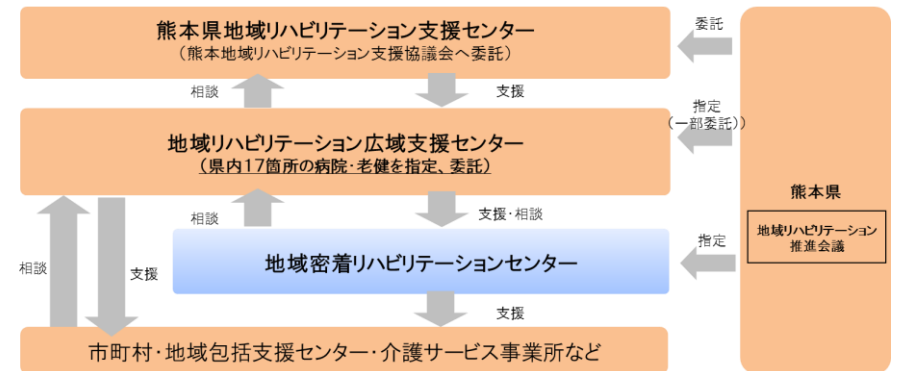 熊本県地域リハビリテーション支援センター
（熊本地域リハビリテーション支援協議会へ委託）
委託
相談
支援
指定
（一部委託））
地域リハビリテーション広域支援センター
（県内17箇所の病院・老健を指定、委託）
熊本県
地域リハビリテーション
推進会議
相談
支援・相談
指定
地域密着リハビリテーションセンター
相談
支援
支援
市町村・地域包括支援センター・介護サービス事業所など